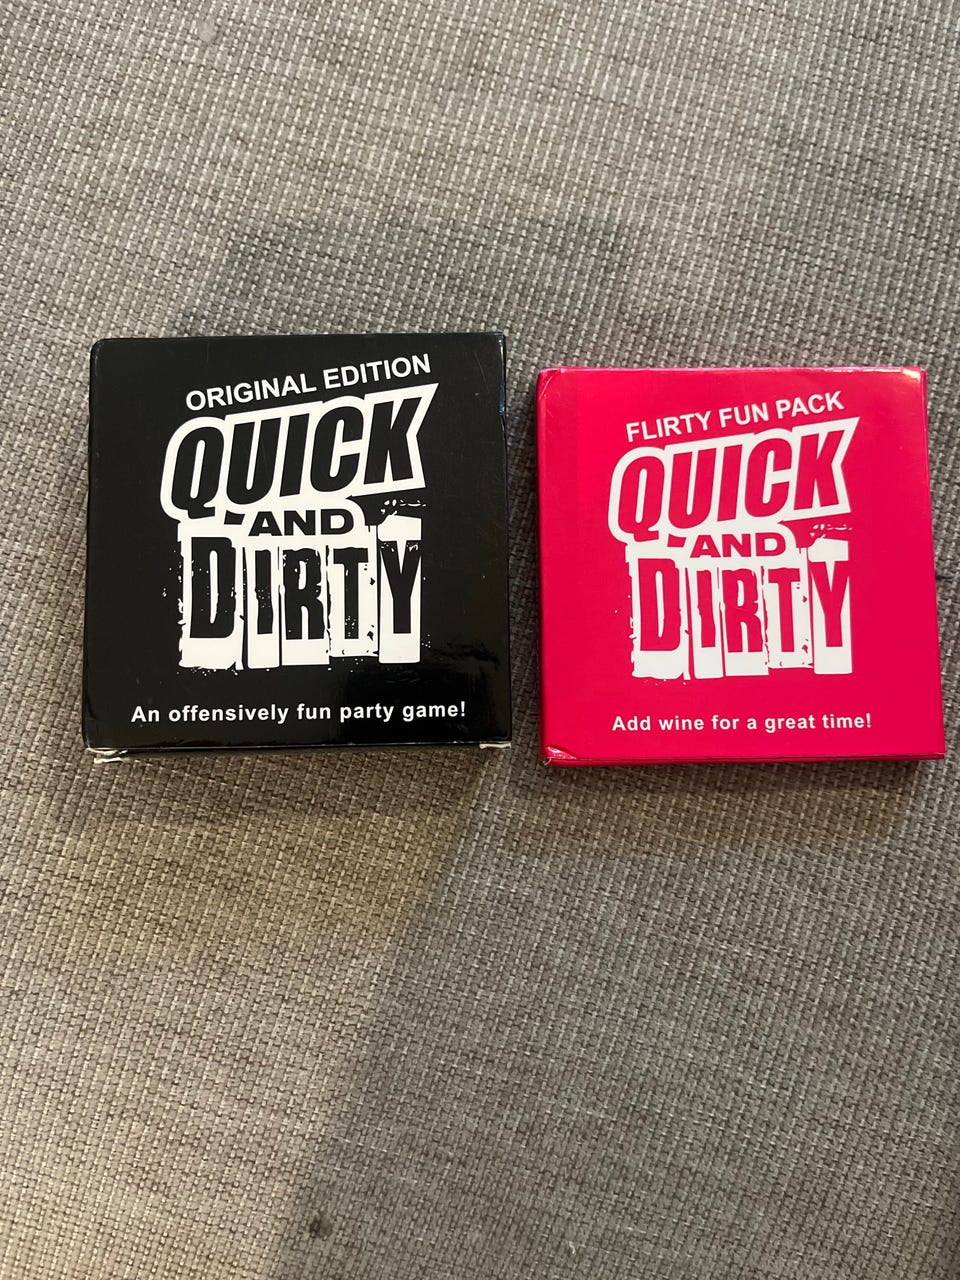 ORIGINAL EDITION
QUICK
AND
DIRTY
An offensively fun party game!
FLIRTY FUN PACK
QUICK
AND
DIRTY
Add wine for a great time!